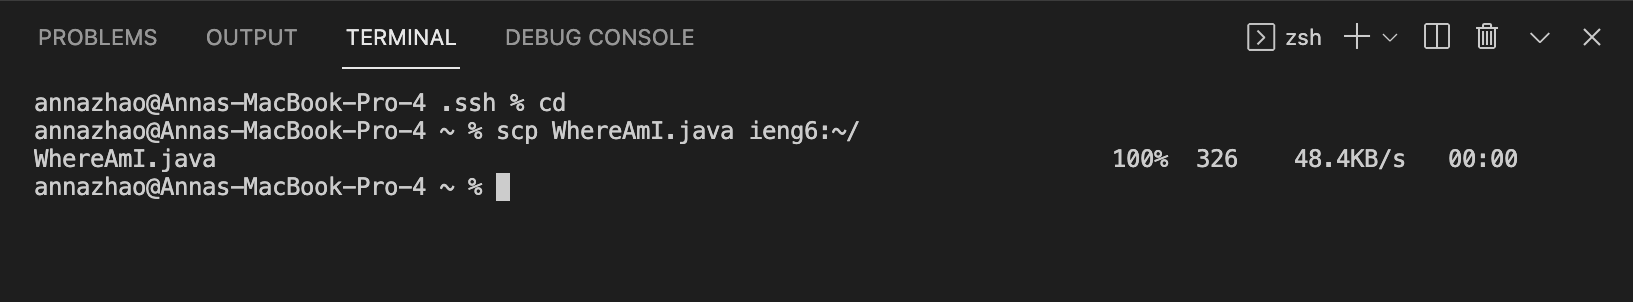 PROBLEMS OUTPUT TERMINAL DEBUG CONSOLE zsh
annazhao@Annas-MacBook-Pro-4 .ssh % cd
annazhao@Annas-MacBook-Pro-4 ~ % scp WhereAmI.java ieng6:~/
WhereAmI.java 100% 326 48.4KB/s 00:00
annazhao@Annas-MacBook-Pro-4 ~ %